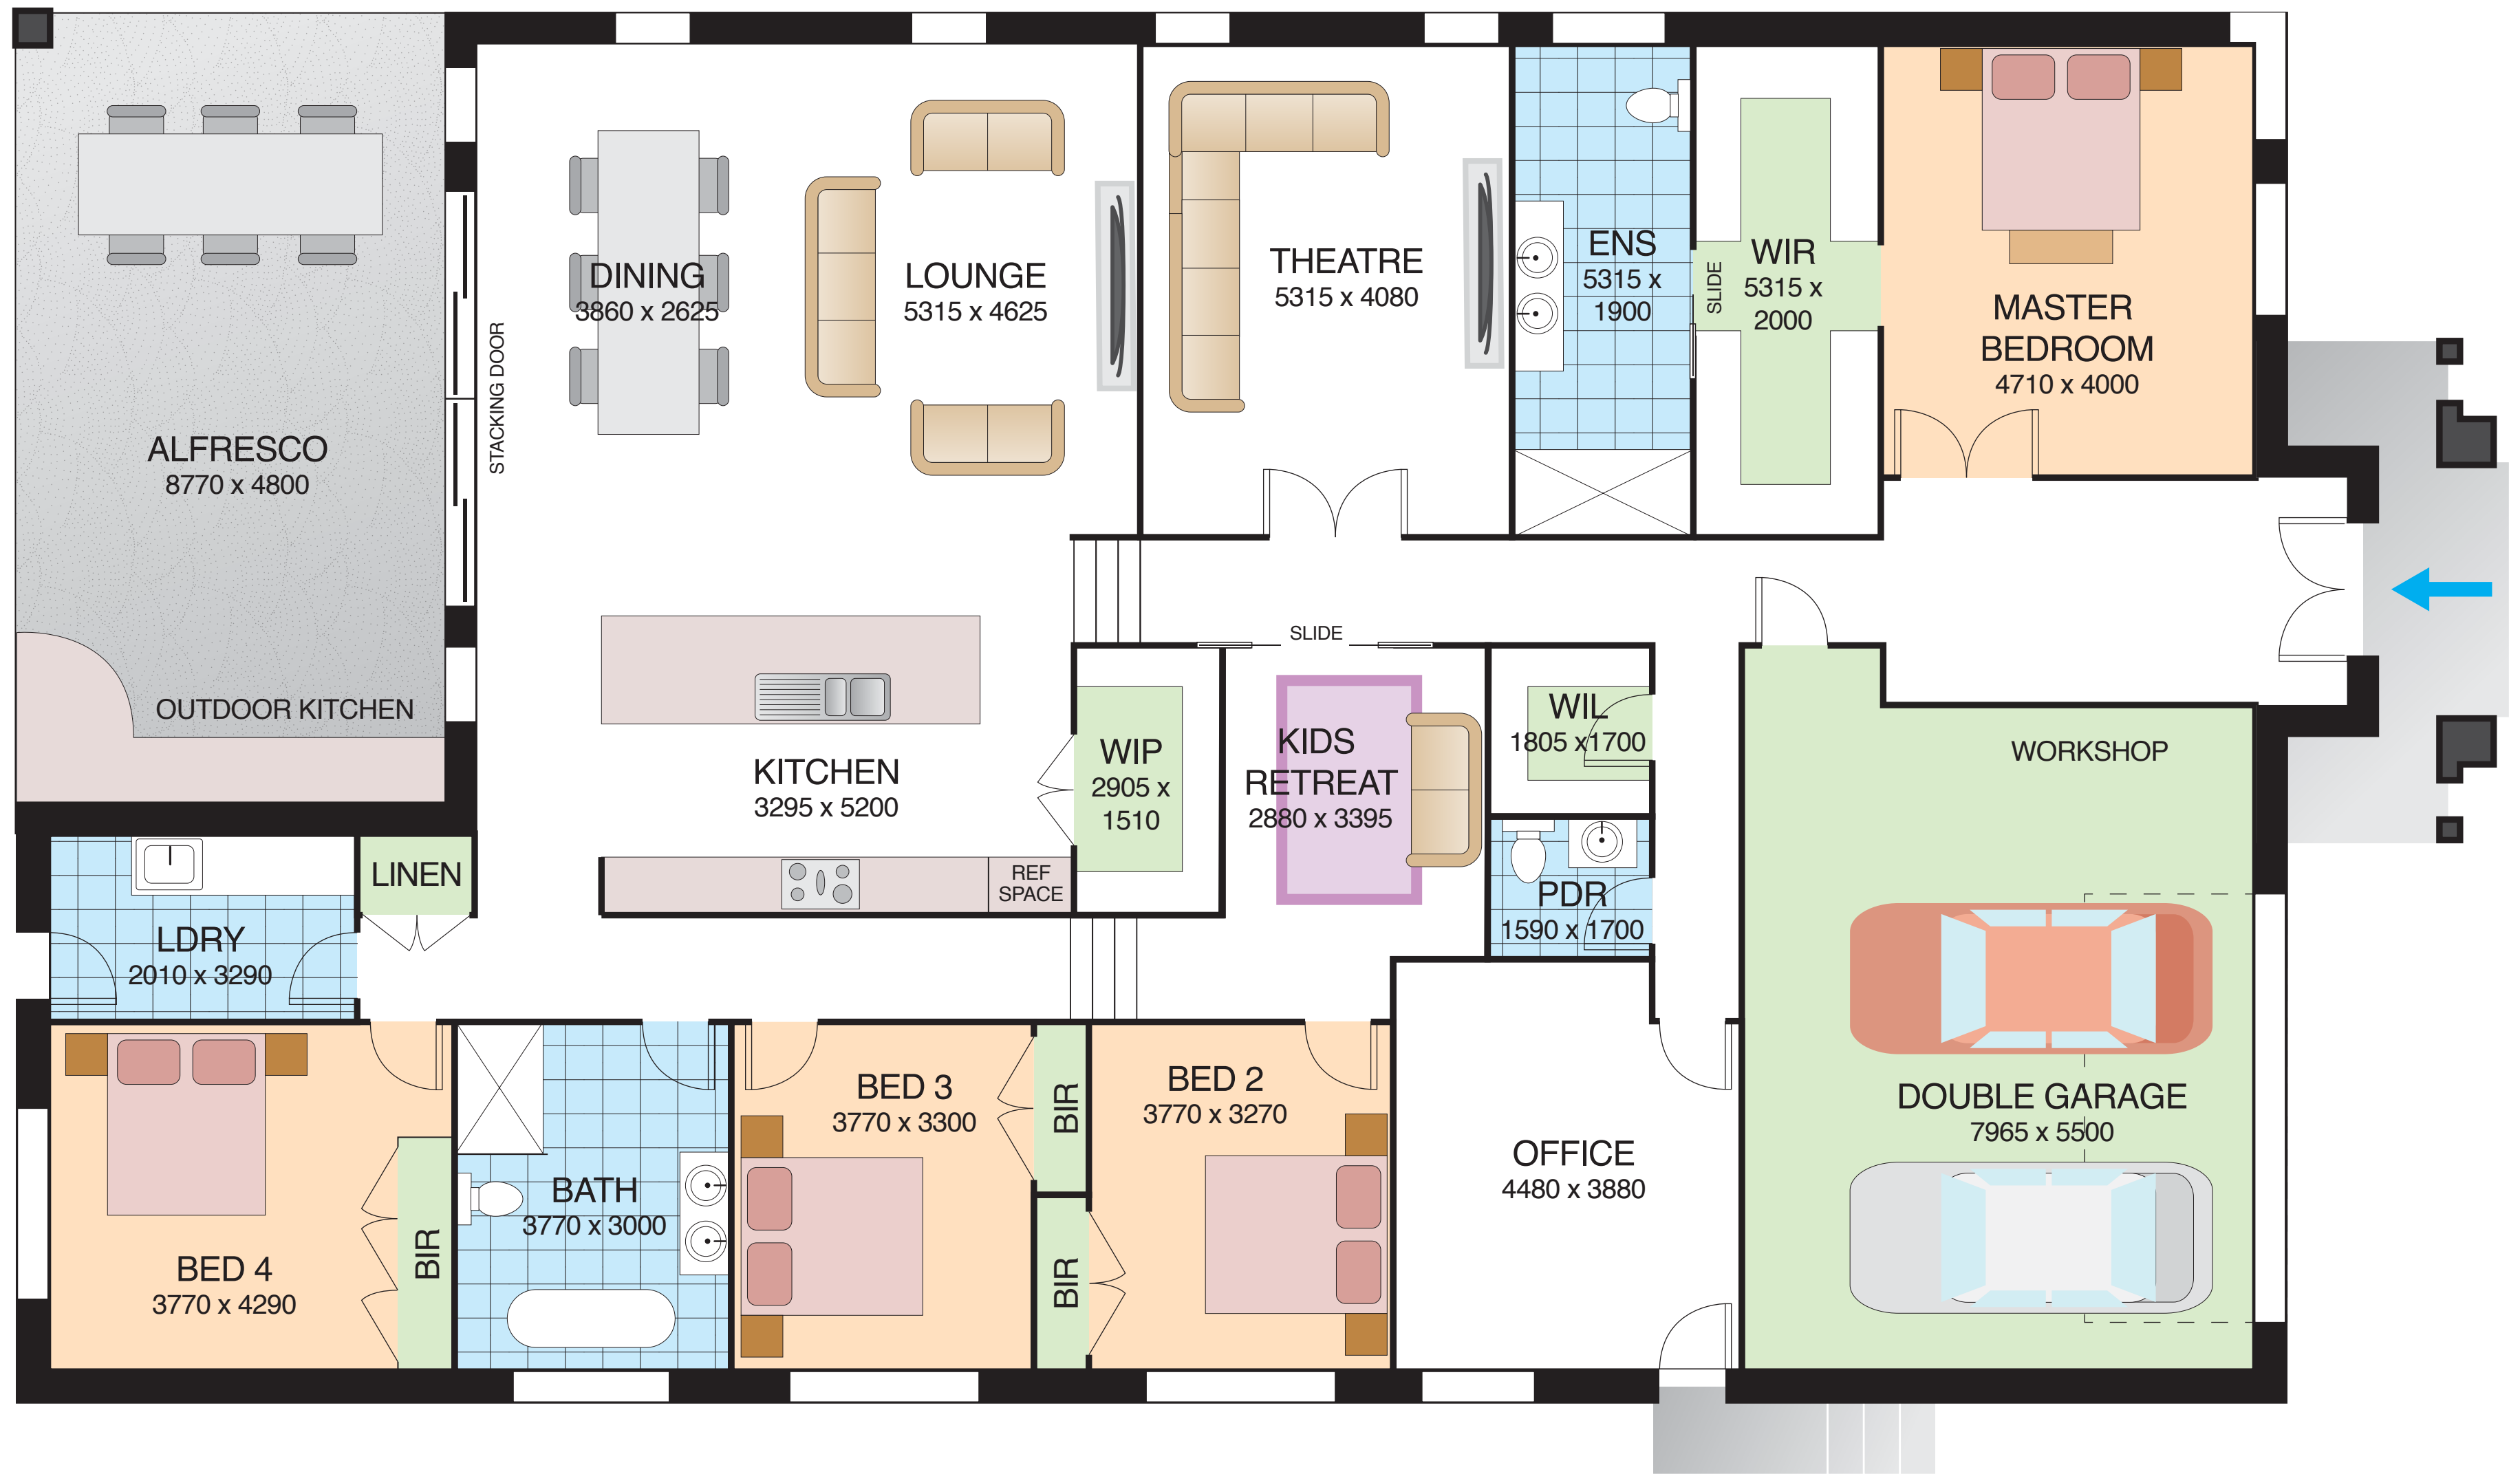 DINING
3860 x 2625
LOUNGE
5315 x 4625
THEATRE
5315 x 4080
ENS
5315 x
1900
SLIDE
WIR
5315 x
2000
MASTER
BEDROOM
4710 x 4000
STACKING DOOR
ALFRESCO
8770 x 4800
OUTDOOR KITCHEN
SLIDE
KITCHEN
3295 x 5200
WIP
2905 x
1510
KIDS
RETREAT
2880 x 3395
WIL
1805 x1700
WORKSHOP
REF
SPACE
LINEN
PDR
1590 x 1700
LDRY
2010 x 3290
BED 4
3770 x 4290
BIR
BATH
3770 x 3000
BED 3
3770 x 3300
BIR
BIR
BED 2
3770 x 3270
OFFICE
4480 x 3880
DOUBLE GARAGE
7965 x 5500